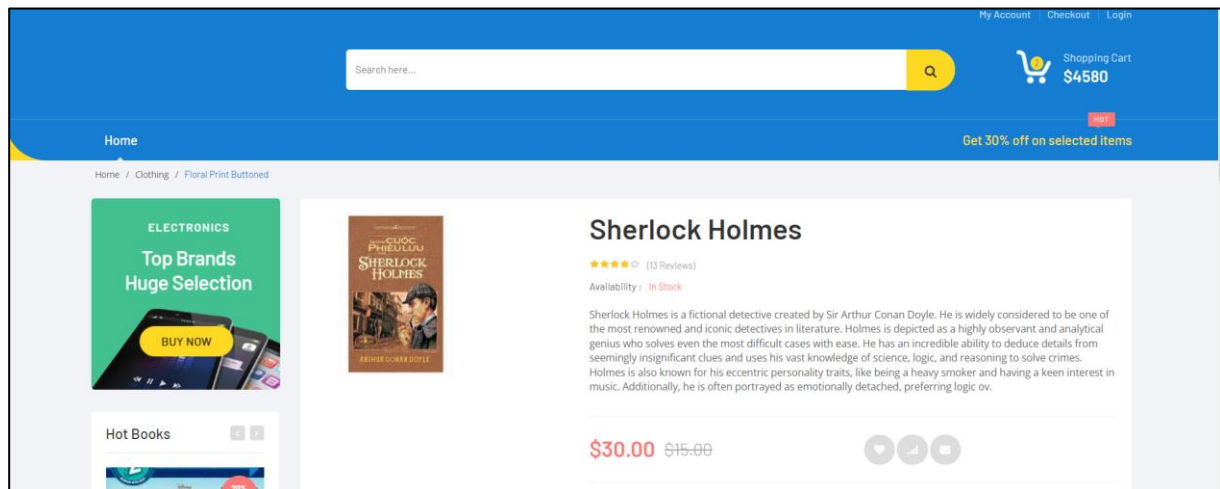 My Account
Checkout
Login
Search here...
2
Shopping Cart
$4580
HOT
Home
Get 30% off on selected items
Home / Clothing / Floral Print Buttoned
ELECTRONICS
Top Brands
Huge Selection
BUY NOW
CUỘC
PHIÊU LƯU
SHERLOCK
HOLMES
ARTHUR CONAN DOYLE
Sherlock Holmes
(13 Reviews)
Availability : In Stock
Sherlock Holmes is a fictional detective created by Sir Arthur Conan Doyle. He is widely considered to be one of
the most renowned and iconic detectives in literature. Holmes is depicted as a highly observant and analytical
genius who solves even the most difficult cases with ease. He has an incredible ability to deduce details from
seemingly insignificant clues and uses his vast knowledge of science, logic, and reasoning to solve crimes.
Holmes is also known for his eccentric personality traits, like being a heavy smoker and having a keen interest in
music. Additionally, he is often portrayed as emotionally detached, preferring logic ov.
$30.00 $15.00
Hot Books
2